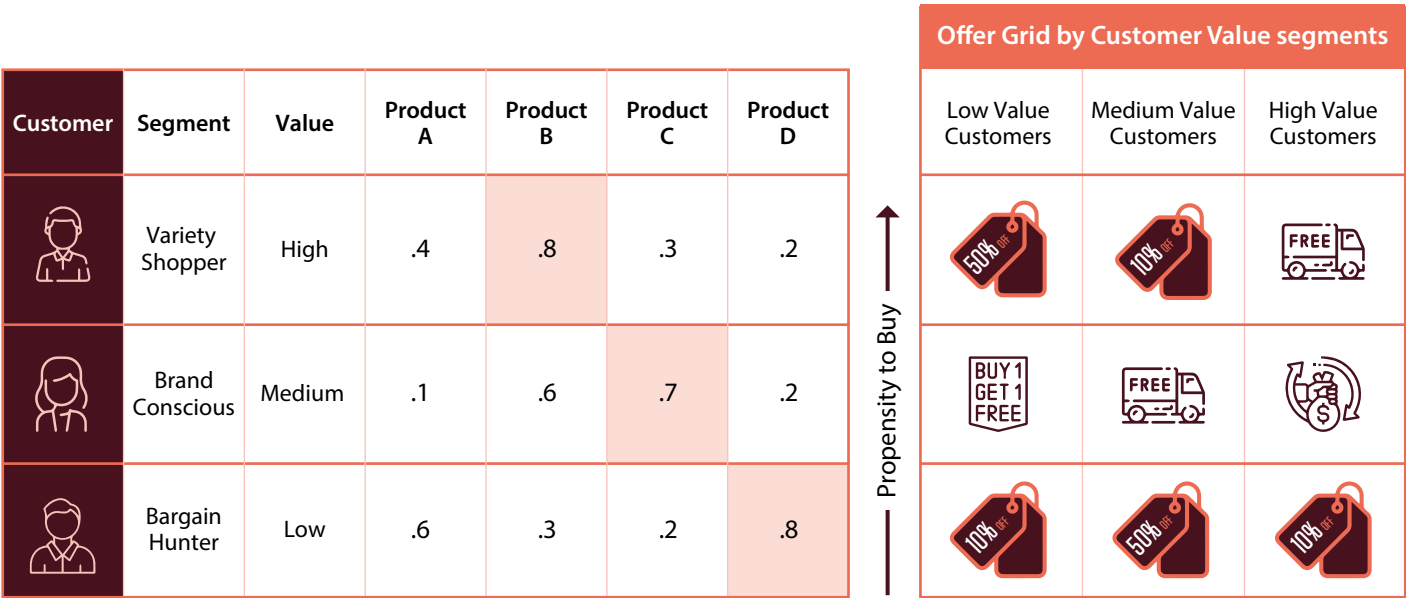 Offer Grid by Customer Value segments
Customer
Segment
Value
Product
A
Product
B
Product
C
Product
D
Low Value
Customers
Medium Value
Customers
High Value
Customers
Variety
Shopper
High
.4
.8
.3
.2
50% OFF
10% OFF
FREE
Brand
Conscious
Medium
.1
.6
.7
.2
BUY 1
GET 1
FREE
FREE
$
Bargain
Hunter
Low
.6
.3
.2
.8
10% OFF
50% OFF
10% OFF
Propensity to Buy